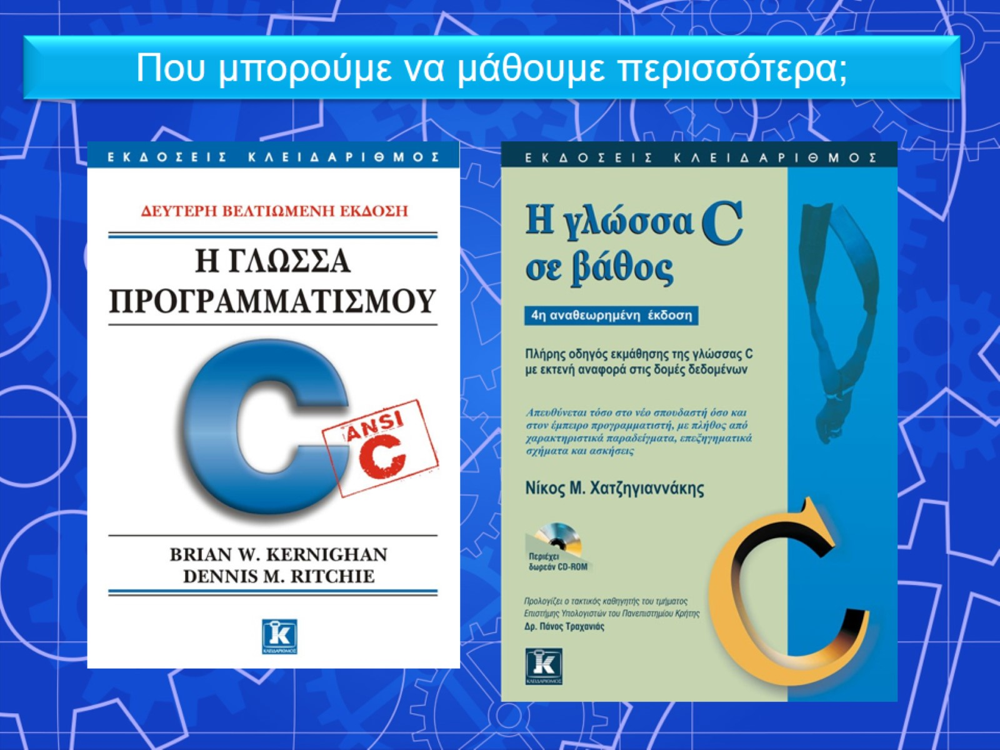 Που μπορούμε να μάθουμε περισσότερα;
ΕΚΔΟΣΕΙΣ ΚΛΕΙΔΑΡΙΘΜΟΣ
ΔΕΥΤΕΡΗ ΒΕΛΤΙΩΜΕΝΗ ΕΚΔΟΣΗ
Η ΓΛΩΣΣΑ
ΠΡΟΓΡΑΜΜΑΤΙΣΜΟΥ
C
ANSI
C
BRIAN W. KERNIGHAN
DENNIS M. RITCHIE
k
ΚΛΕΙΔΑΡΙΘΜΟΣ
ΕΚΔΟΣΕΙΣ ΚΛΕΙΔΑΡΙΘΜΟΣ
Η γλώσσα C
σε βάθος
4η αναθεωρημένη έκδοση
Πλήρης οδηγός εκμάθησης της γλώσσας C
με εκτενή αναφορά στις δομές δεδομένων
Απευθύνεται τόσο στο νέο σπουδαστή όσο και
στον έμπειρο προγραμματιστή, με πλήθος από
χαρακτηριστικά παραδείγματα, επεξηγηματικά
σχήματα και ασκήσεις
Νίκος Μ. Χατζηγιαννάκης
Περιέχει
δωρεάν CD-ROM
Προλογίζει ο τακτικός καθηγητής του τμήματος
Επιστήμης Υπολογιστών του Πανεπιστημίου Κρήτης
Δρ. Πάνος Τραχανιάς
k
ΚΛΕΙΔΑΡΙΘΜΟΣ
C